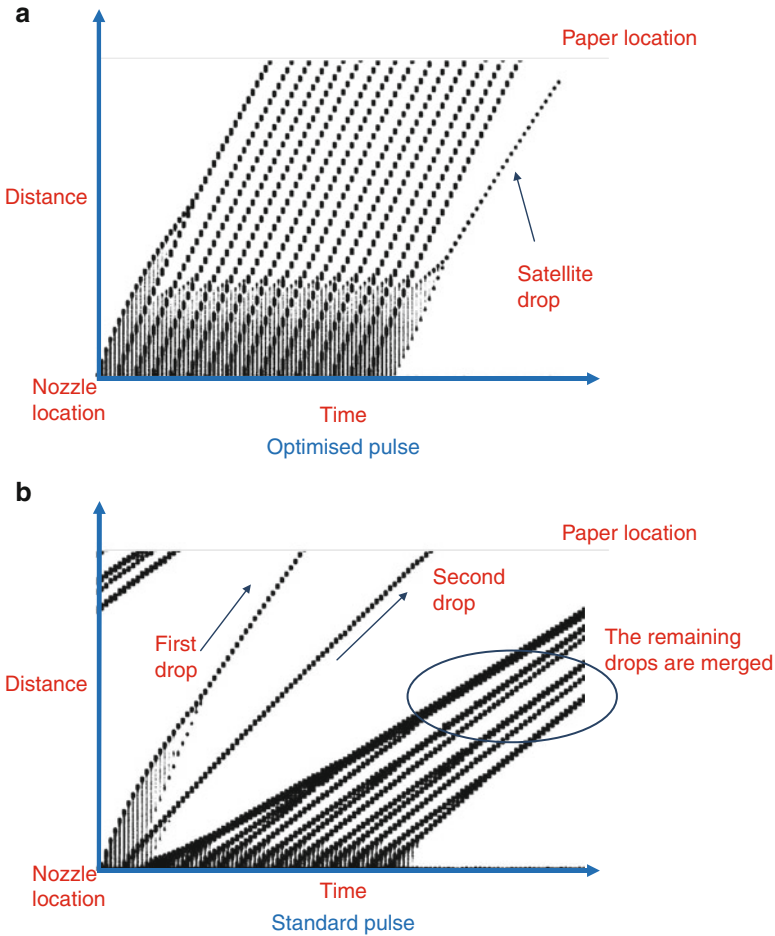 a
Paper location
Distance
Satellite
drop
Nozzle
location
Time
Optimised pulse
b
Paper location
Second
drop
First
drop
The remaining
drops are merged
Distance
Nozzle
location
Time
Standard pulse